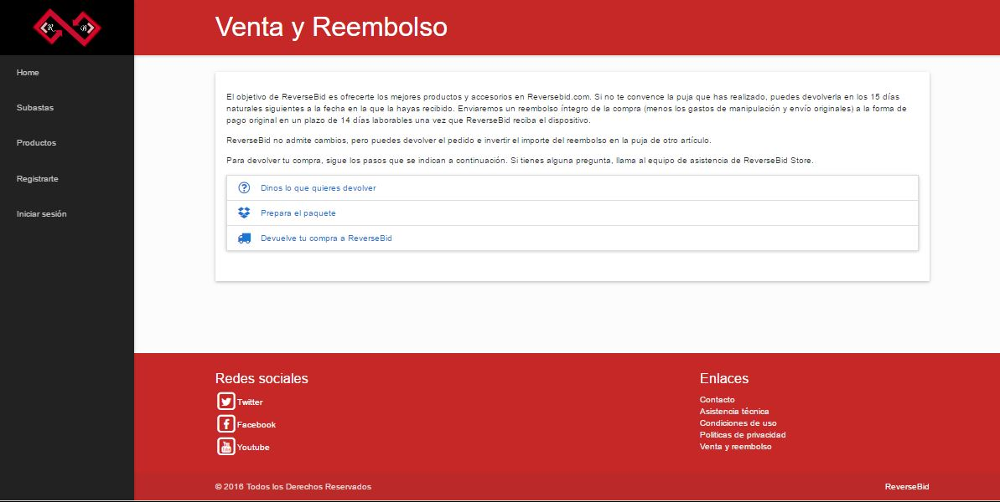 R B
Venta y Reembolso
Home
Subastas
Productos
Registrarte
Iniciar sesión
El objetivo de ReverseBid es ofrecerte los mejores productos y accesorios en Reversebid.com. Si no te convence la puja que has realizado, puedes devolverla en los 15 días
naturales siguientes a la fecha en la que la hayas recibido. Enviaremos un reembolso íntegro de la compra (menos los gastos de manipulación y envío originales) a la forma de
pago original en un plazo de 14 días laborables una vez que ReverseBid reciba el dispositivo.
ReverseBid no admite cambios, pero puedes devolver el pedido e invertir el importe del reembolso en la puja de otro artículo.
Para devolver tu compra, sigue los pasos que se indican a continuación. Si tienes alguna pregunta, llama al equipo de asistencia de ReverseBid Store.
Dinos lo que quieres devolver
Prepara el paquete
Devuelve tu compra a ReverseBid
Redes sociales
Twitter
Facebook
Youtube
Enlaces
Contacto
Asistencia técnica
Condiciones de uso
Politicas de privacidad
Venta y reembolso
© 2016 Todos los Derechos Reservados
ReverseBid